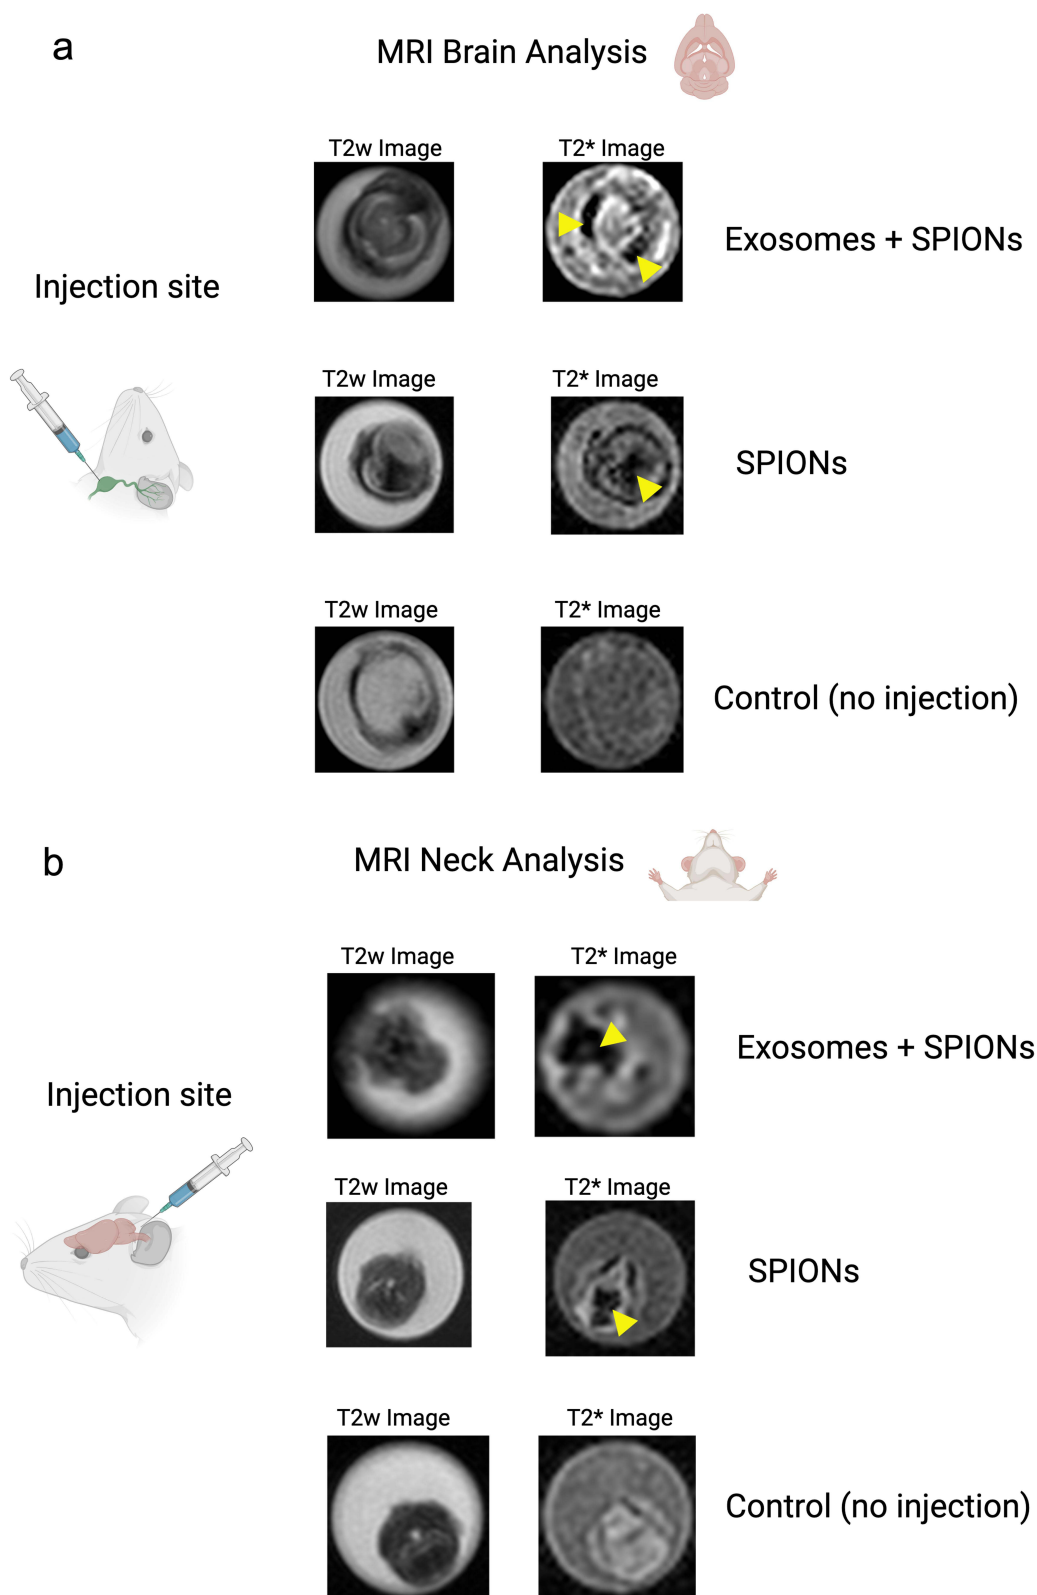 a
MRI Brain Analysis
T2w Image
T2* Image
Exosomes + SPIONs
Injection site
T2w Image
T2* Image
SPIONs
T2w Image
T2* Image
Control (no injection)
b
MRI Neck Analysis
T2w Image
T2* Image
Exosomes + SPIONs
Injection site
T2w Image
T2* Image
SPIONs
T2w Image
T2* Image
Control (no injection)